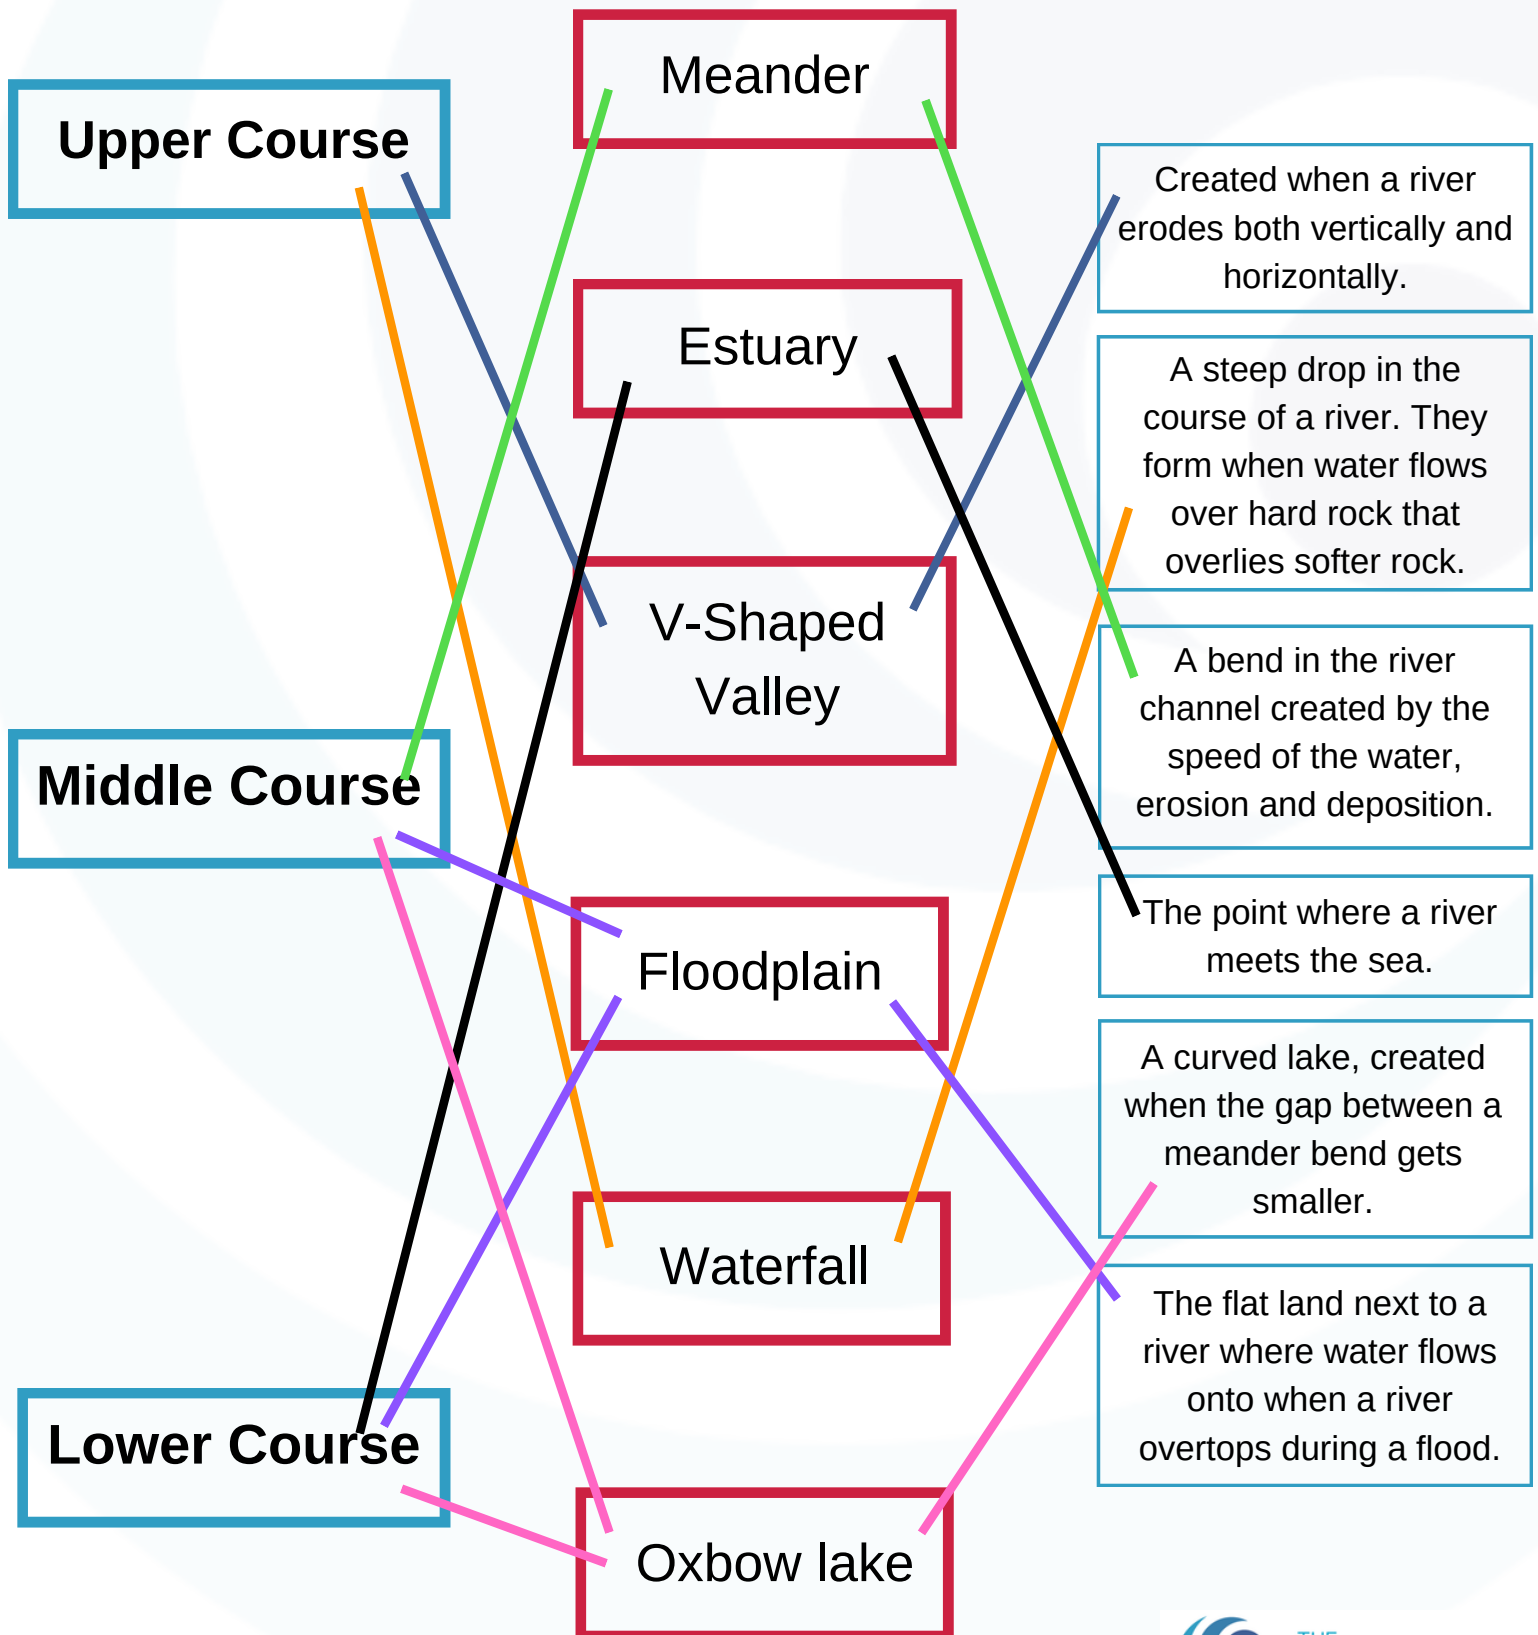 Upper Course
Middle Course
Lower Course
Meander
Estuary
V-Shaped
Valley
Floodplain
Waterfall
Oxbow lake
Created when a river
erodes both vertically and
horizontally.
A steep drop in the
course of a river. They
form when water flows
over hard rock that
overlies softer rock.
A bend in the river
channel created by the
speed of the water,
erosion and deposition.
The point where a river
meets the sea.
A curved lake, created
when the gap between a
meander bend gets
smaller.
The flat land next to a
river where water flows
onto when a river
overtops during a flood.
THE